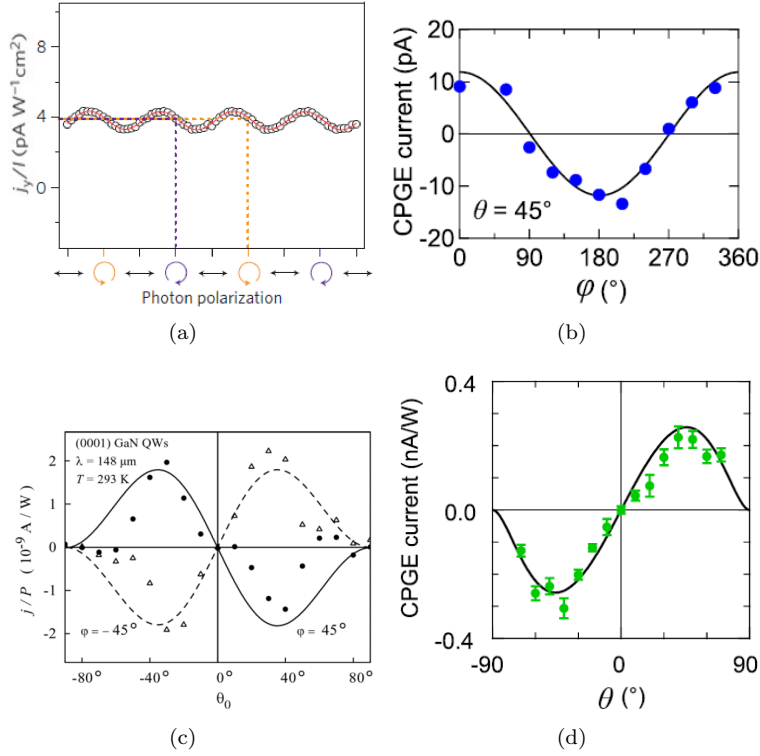 8
4
0
j_y/I (pA W⁻¹cm²)
Photon polarization
(a)
20
10
0
-10
-20
CPGE current(pA)
θ = 45°
0 90 180 270 360
φ (°)
(b)
(0001) GaN QWs
λ = 148 μm
T = 293 K
2
1
0
-1
-2
j / P ( 10⁻⁹ A / W )
φ = − 45° φ = 45°
-80° -40° 0° 40 80
θ₀
(c)
0.4
0.0
-0.4
CPGE current (nA/W)
-90 0 90
θ (°)
(d)